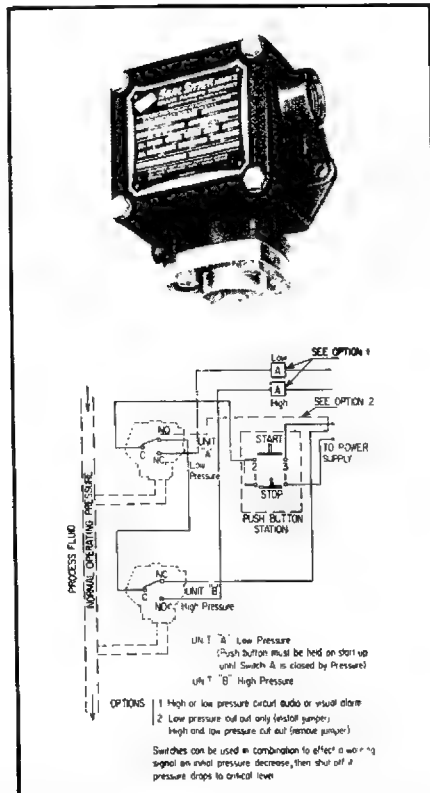 Low
A
SEE OPTION 1
A
High
SEE OPTION 2
NO
C
NC
UNIT
"A"
Low
Pressure
START
2
3
STOP
TO POWER
SUPPLY
PUSH BUTTON
STATION
PROCESS FLUID
NORMAL OPERATING PRESSURE
NC
C
NO
UNIT "B"
High Pressure
UNIT "A" Low Pressure
(Push button must be held on start up
until Switch A is closed by Pressure)
UNIT "B" High Pressure
OPTIONS
1 High or low pressure circuit audio or visual alarm
2 Low pressure cut out only (install jumper)
High and low pressure cut out (remove jumper)
Switches can be used in combination to effect a warning
signal on initial pressure decrease, then shut off if
pressure drops to critical level